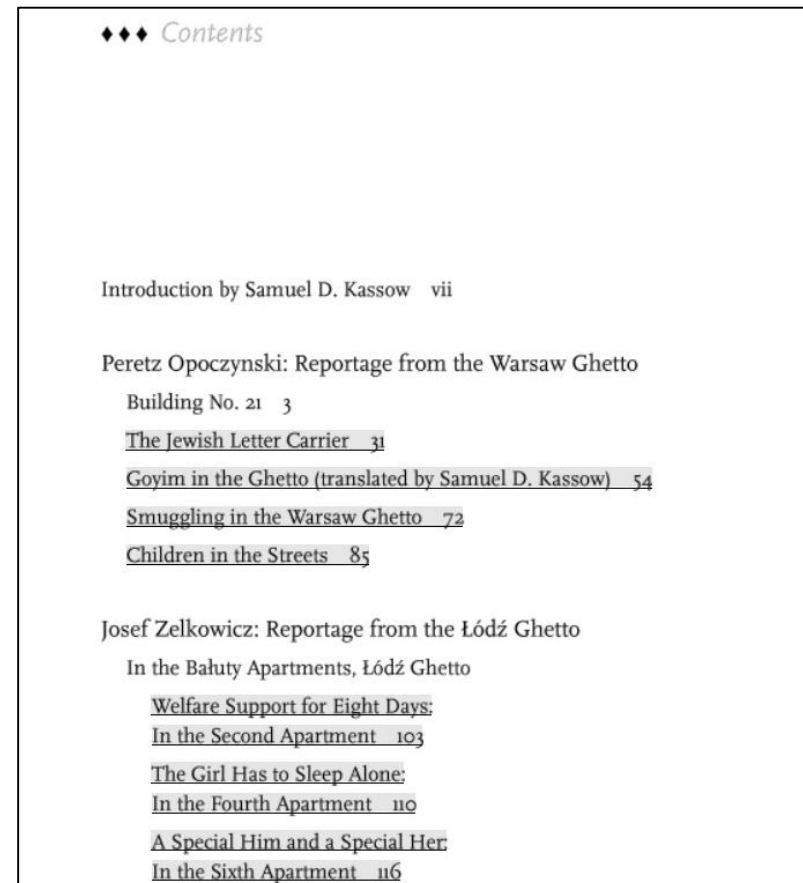 ♦♦♦ Contents
Introduction by Samuel D. Kassow vii
Peretz Opoczynski: Reportage from the Warsaw Ghetto
Building No. 21 3
The Jewish Letter Carrier 31
Goyim in the Ghetto (translated by Samuel D. Kassow) 54
Smuggling in the Warsaw Ghetto 72
Children in the Streets 85
Josef Zelkowicz: Reportage from the Łódź Ghetto
In the Bałuty Apartments, Łódź Ghetto
Welfare Support for Eight Days:
In the Second Apartment 103
The Girl Has to Sleep Alone:
In the Fourth Apartment 110
A Special Him and a Special Her:
In the Sixth Apartment 116